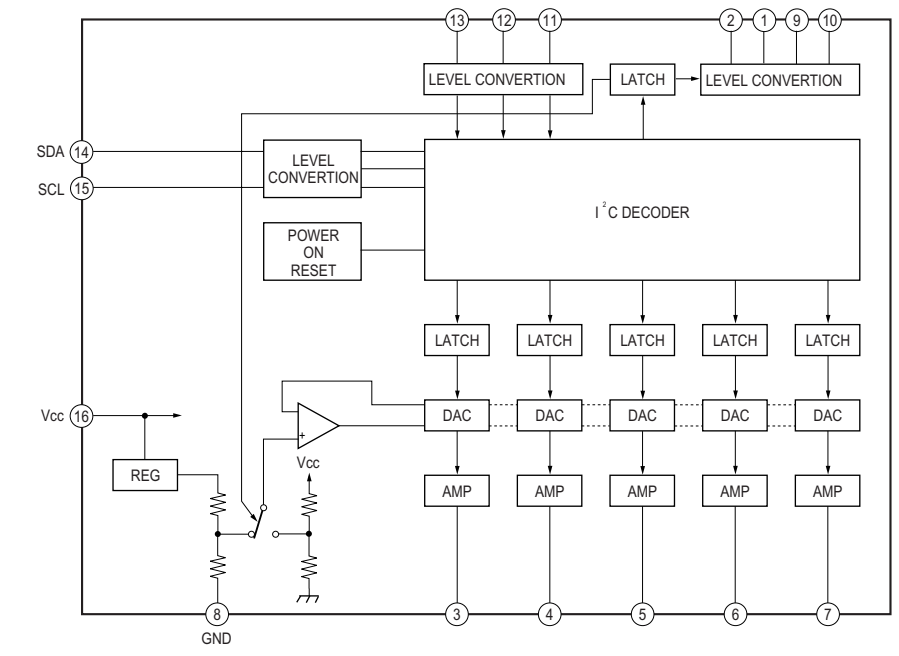 13 12 11 2 1 9 10
LEVEL CONVERTION
LATCH
LEVEL CONVERTION
SDA 14
SCL 15
LEVEL
CONVERTION
I²C DECODER
POWER
ON
RESET
LATCH LATCH LATCH LATCH LATCH
Vcc 16
DAC DAC DAC DAC DAC
+
Vcc
REG
AMP AMP AMP AMP AMP
8 3 4 5 6 7
GND